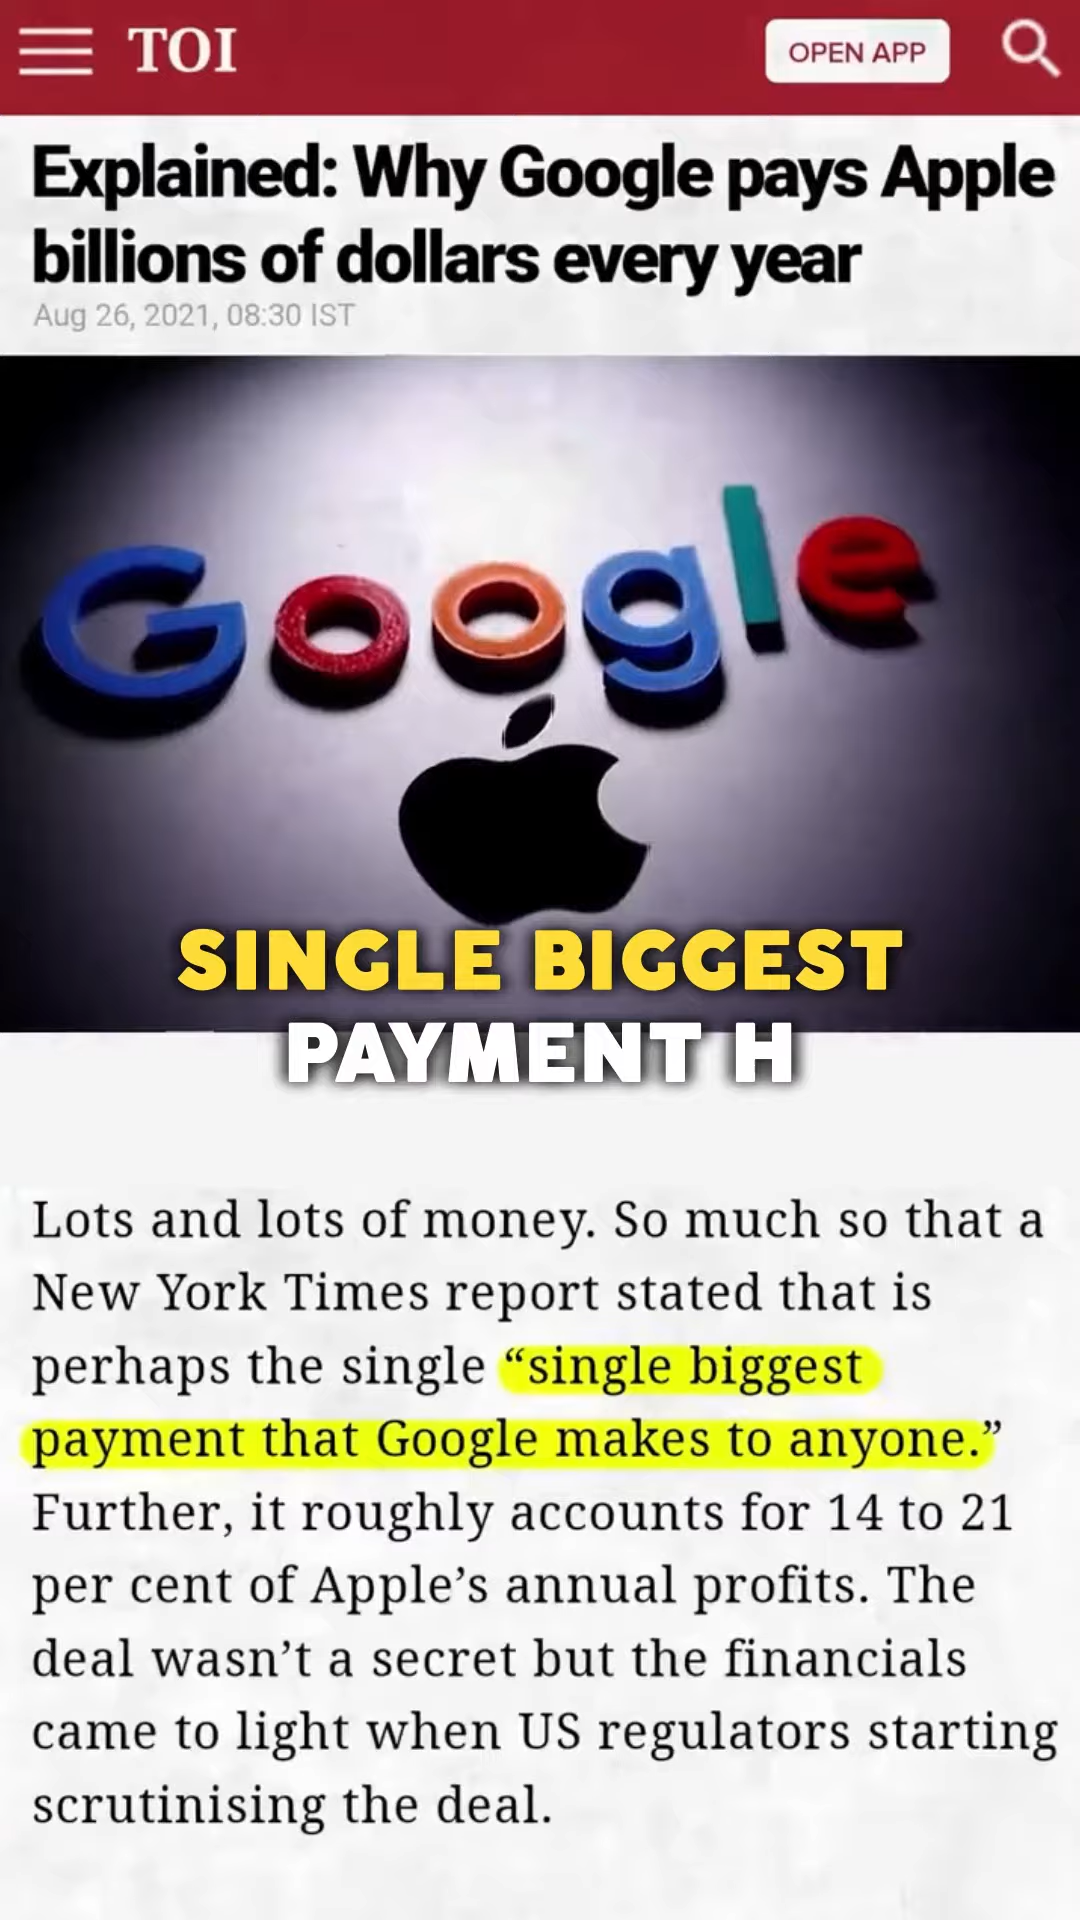 TOI
OPEN APP
Explained: Why Google pays Apple
billions of dollars every year
Aug 26, 2021, 08:30 IST
Google
SINGLE BIGGEST
PAYMENT H
Lots and lots of money. So much so that a
New York Times report stated that is
perhaps the single “single biggest
payment that Google makes to anyone.”
Further, it roughly accounts for 14 to 21
per cent of Apple’s annual profits. The
deal wasn’t a secret but the financials
came to light when US regulators starting
scrutinising the deal.